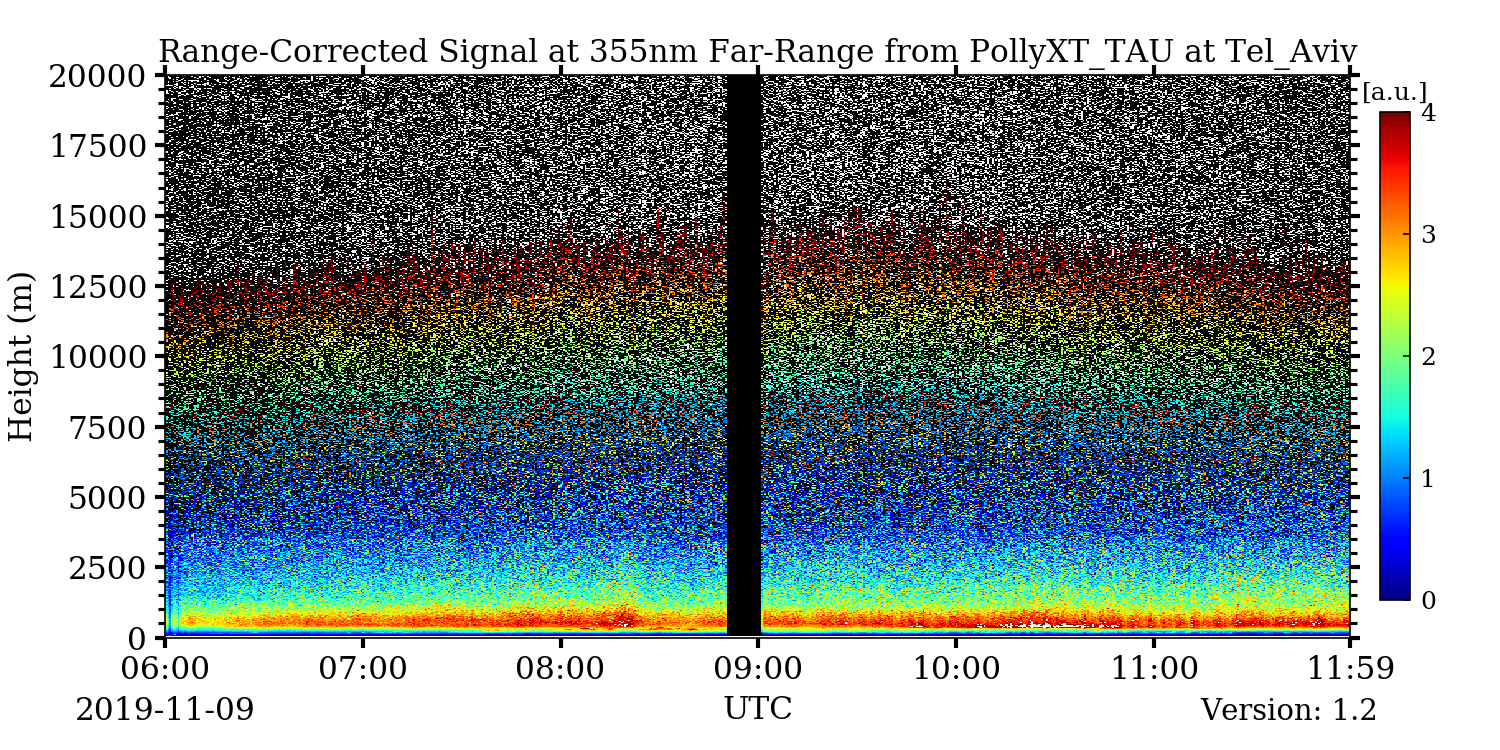 Range-Corrected Signal at 355nm Far-Range from PollyXT_TAU at Tel_Aviv
[a.u.]
20000
17500
15000
12500
10000
7500
5000
2500
0
Height (m)
4
3
2
1
0
06:00 07:00 08:00 09:00 10:00 11:00 11:59
2019-11-09 UTC Version: 1.2